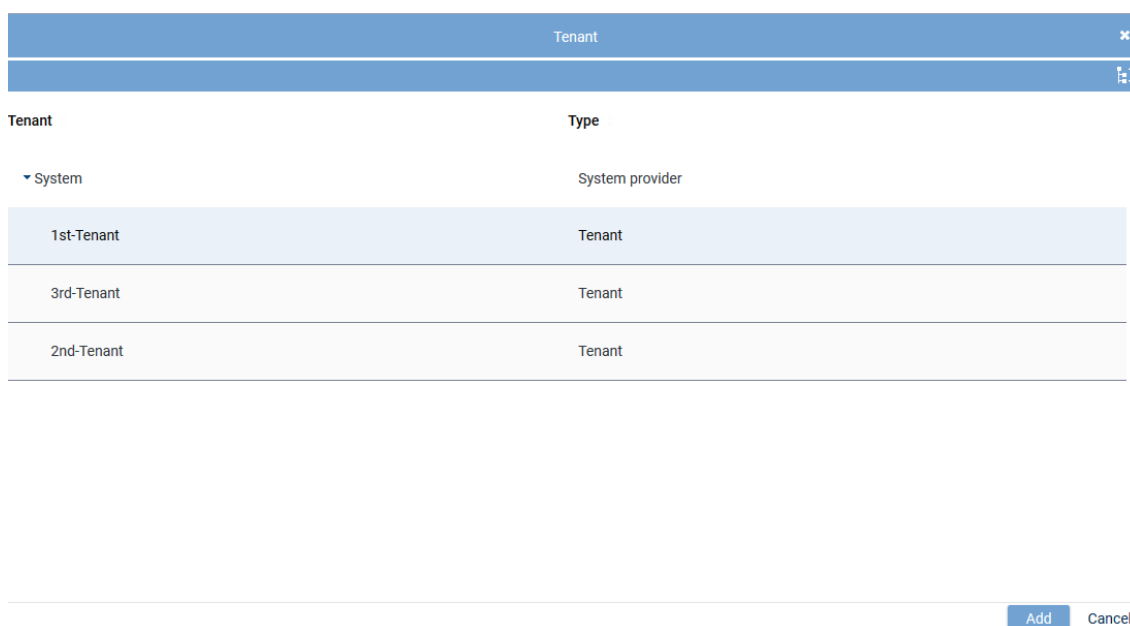 Tenant
Tenant Type
System System provider
1st-Tenant Tenant
3rd-Tenant Tenant
2nd-Tenant Tenant
Add Cancel